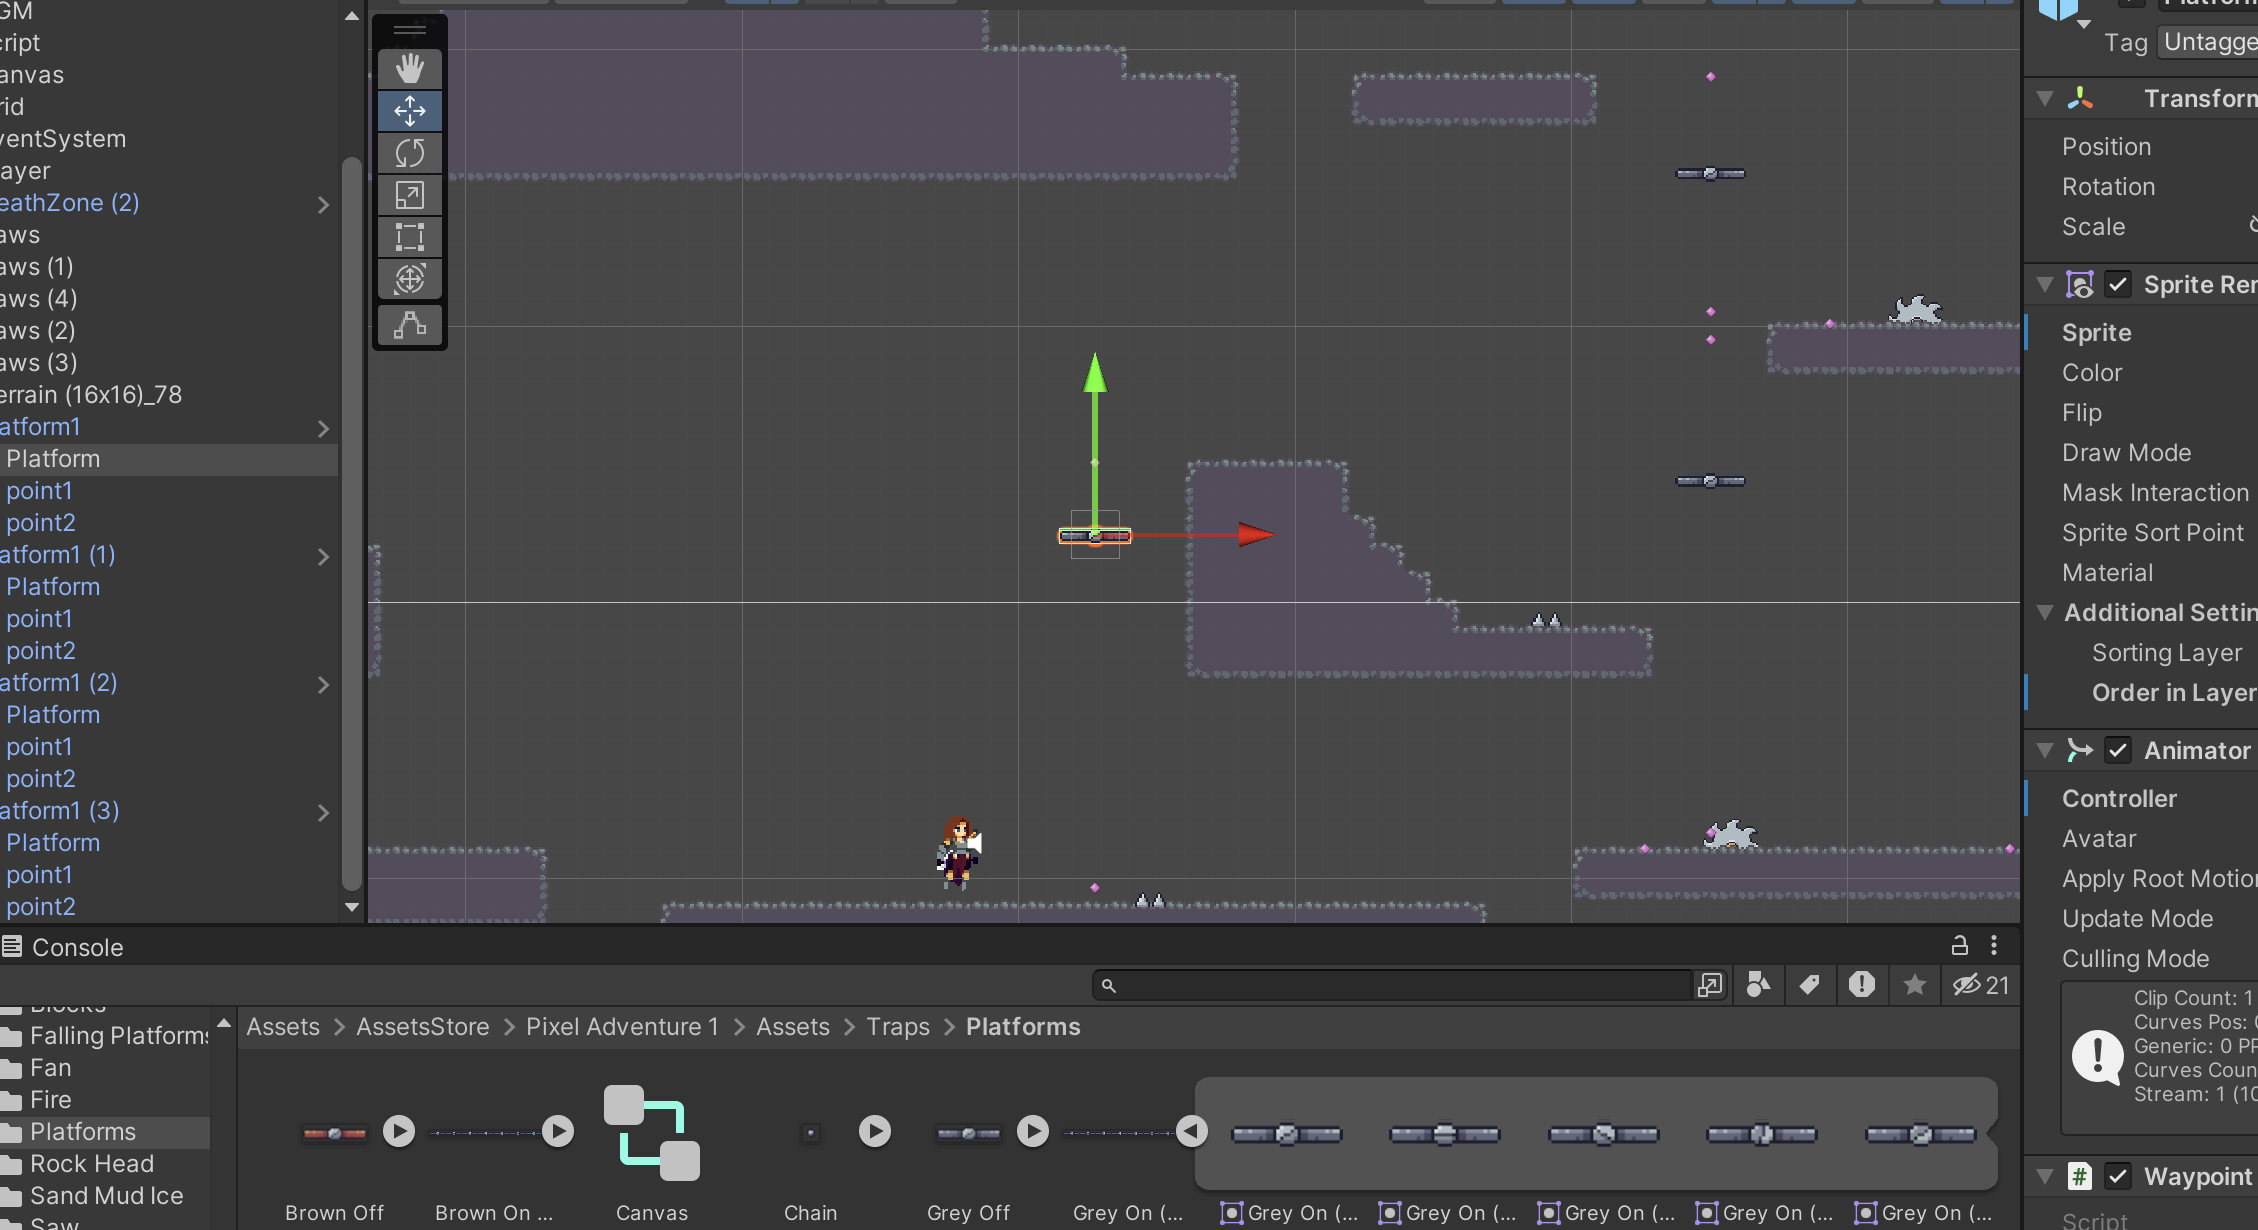 GM
cript
anvas
rid
ventSystem
layer
eathZone (2)
aws
aws (1)
aws (4)
aws (2)
aws (3)
errain (16x16)_78
atform1
Platform
point1
point2
atform1 (1)
Platform
point1
point2
atform1 (2)
Platform
point1
point2
atform1 (3)
Platform
point1
point2
Tag Untagge
Transform
Position
Rotation
Scale
Sprite Ren
Sprite
Color
Flip
Draw Mode
Mask Interaction
Sprite Sort Point
Material
Additional Settin
Sorting Layer
Order in Layer
Animator
Controller
Avatar
Apply Root Motion
Update Mode
Culling Mode
Clip Count: 1
Curves Pos: 0
Generic: 0 PP
Curves Coun
Stream: 1 (10
Waypoint
Script
Console
21
Blocks
Falling Platforms
Fan
Fire
Platforms
Rock Head
Sand Mud Ice
Saw
Assets > AssetsStore > Pixel Adventure 1 > Assets > Traps > Platforms
Brown Off
Brown On ...
Canvas
Chain
Grey Off
Grey On (...
Grey On (...
Grey On (...
Grey On (...
Grey On (...
Grey On (...